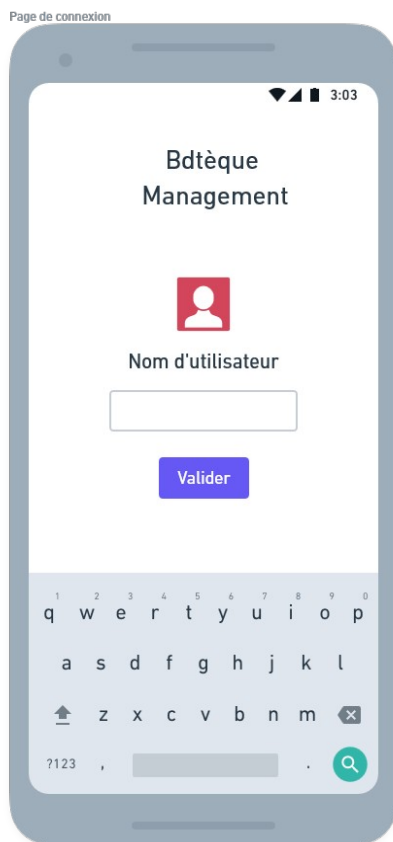 Page de connexion
3:03
Bdtèque
Management
Nom d'utilisateur
Valider
1 2 3 4 5 6 7 8 9 0
q w e r t y u i o p
a s d f g h j k l
z x c v b n m
?123 , .